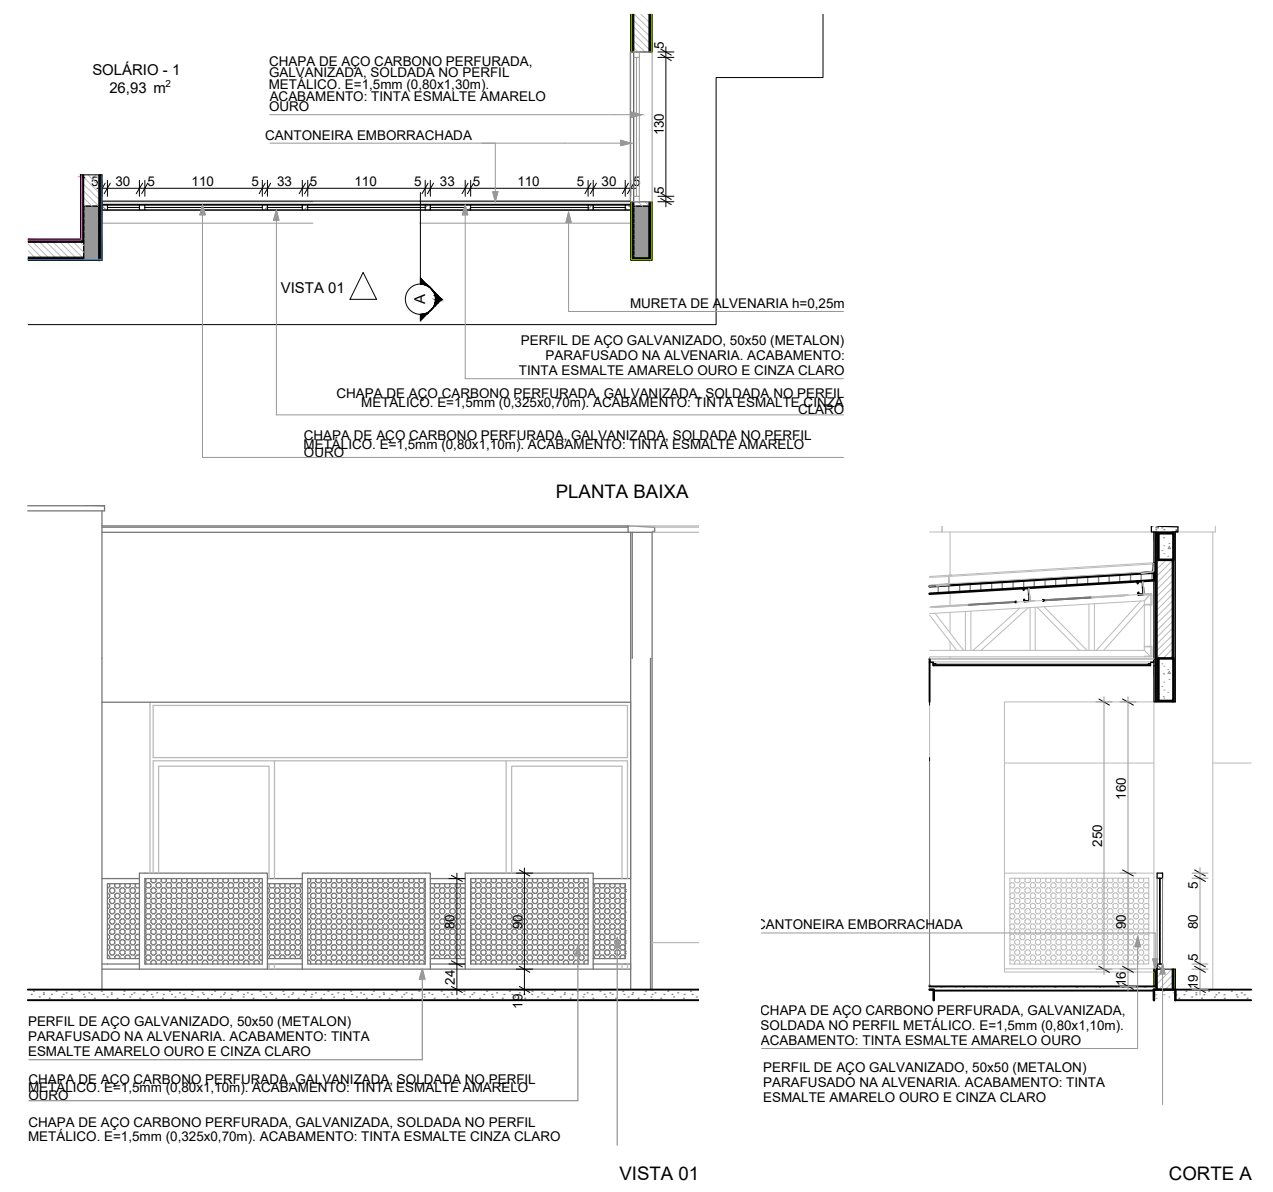 SOLÁRIO - 1
26,93 m²
CHAPA DE AÇO CARBONO PERFURADA,
GALVANIZADA, SOLDADA NO PERFIL
METÁLICO. E=1,5mm (0,80x1,30m).
ACABAMENTO: TINTA ESMALTE AMARELO
OURO
CANTONEIRA EMBORRACHADA
5 30 5 110 5 33 5 110 5 33 5 110 5 30 5
5
130
5
VISTA 01
A
MURETA DE ALVENARIA h=0,25m
PERFIL DE AÇO GALVANIZADO, 50x50 (METALON)
PARAFUSADO NA ALVENARIA. ACABAMENTO:
TINTA ESMALTE AMARELO OURO E CINZA CLARO
CHAPA DE AÇO CARBONO PERFURADA, GALVANIZADA, SOLDADA NO PERFIL
METÁLICO. E=1,5mm (0,325x0,70m). ACABAMENTO: TINTA ESMALTE CINZA
CLARO
CHAPA DE AÇO CARBONO PERFURADA, GALVANIZADA, SOLDADA NO PERFIL
METÁLICO. E=1,5mm (0,80x1,10m). ACABAMENTO: TINTA ESMALTE AMARELO
OURO
PLANTA BAIXA
80
90
24
19
PERFIL DE AÇO GALVANIZADO, 50x50 (METALON)
PARAFUSADO NA ALVENARIA. ACABAMENTO: TINTA
ESMALTE AMARELO OURO E CINZA CLARO
CHAPA DE AÇO CARBONO PERFURADA, GALVANIZADA, SOLDADA NO PERFIL
METÁLICO. E=1,5mm (0,80x1,10m). ACABAMENTO: TINTA ESMALTE AMARELO
OURO
CHAPA DE AÇO CARBONO PERFURADA, GALVANIZADA, SOLDADA NO PERFIL
METÁLICO. E=1,5mm (0,325x0,70m). ACABAMENTO: TINTA ESMALTE CINZA CLARO
VISTA 01
160
250
5
80
90
5
16
19
CANTONEIRA EMBORRACHADA
CHAPA DE AÇO CARBONO PERFURADA, GALVANIZADA,
SOLDADA NO PERFIL METÁLICO. E=1,5mm (0,80x1,10m).
ACABAMENTO: TINTA ESMALTE AMARELO OURO
PERFIL DE AÇO GALVANIZADO, 50x50 (METALON)
PARAFUSADO NA ALVENARIA. ACABAMENTO: TINTA
ESMALTE AMARELO OURO E CINZA CLARO
CORTE A